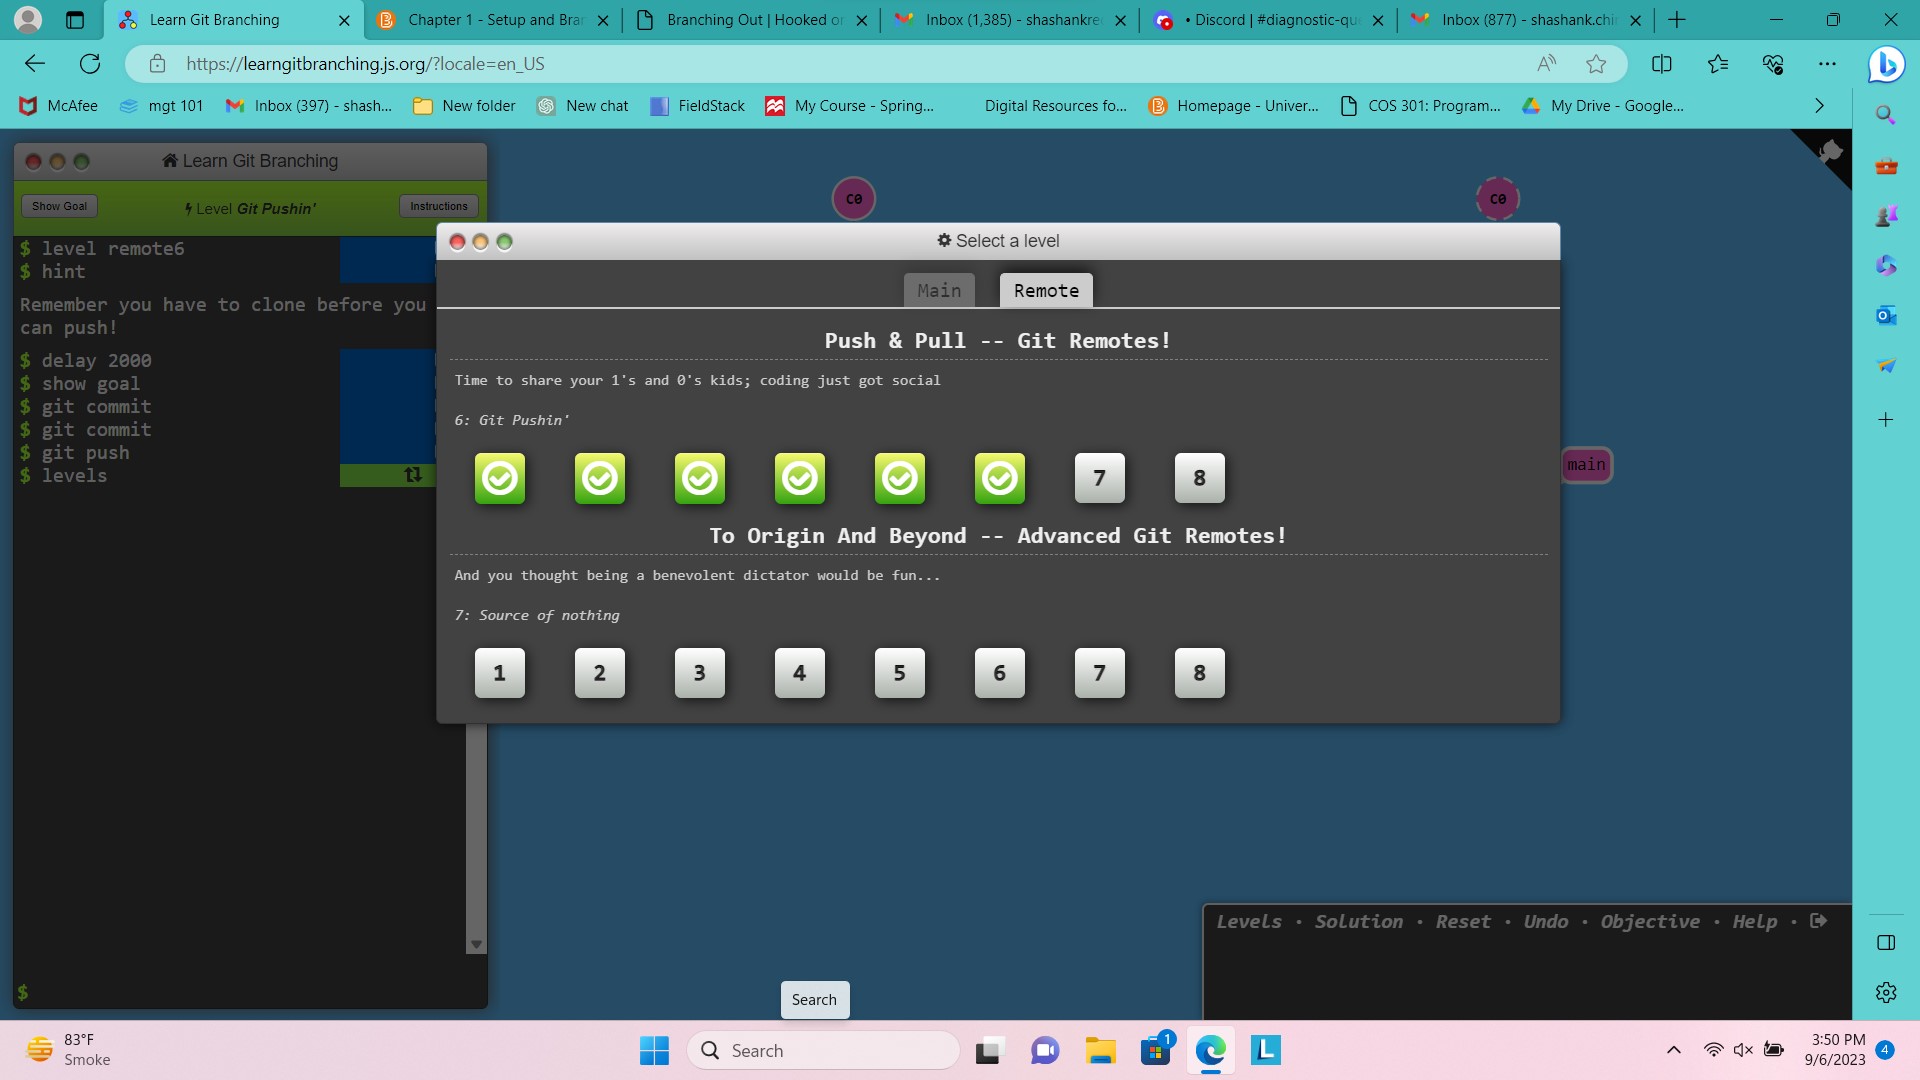 Learn Git Branching
Chapter 1 - Setup and Bra
Branching Out | Hooked o
Inbox (1,385) - shashankre
• Discord | #diagnostic-qu
Inbox (877) - shashank.chi
https://learngitbranching.js.org/?locale=en_US
McAfee
mgt 101
Inbox (397) - shash...
New folder
New chat
FieldStack
My Course - Spring...
Digital Resources fo...
Homepage - Univer...
COS 301: Program...
My Drive - Google...
Learn Git Branching
Show Goal
Level Git Pushin'
Instructions
$ level remote6
$ hint
Remember you have to clone before you
can push!
$ delay 2000
$ show goal
$ git commit
$ git commit
$ git push
$ levels
$
C0
C0
main
Select a level
Main
Remote
Push & Pull -- Git Remotes!
Time to share your 1's and 0's kids; coding just got social
6: Git Pushin'
7 8
To Origin And Beyond -- Advanced Git Remotes!
And you thought being a benevolent dictator would be fun...
7: Source of nothing
1 2 3 4 5 6 7 8
Levels · Solution · Reset · Undo · Objective · Help ·
Search
83°F
Smoke
Search
1
3:50 PM
9/6/2023
4